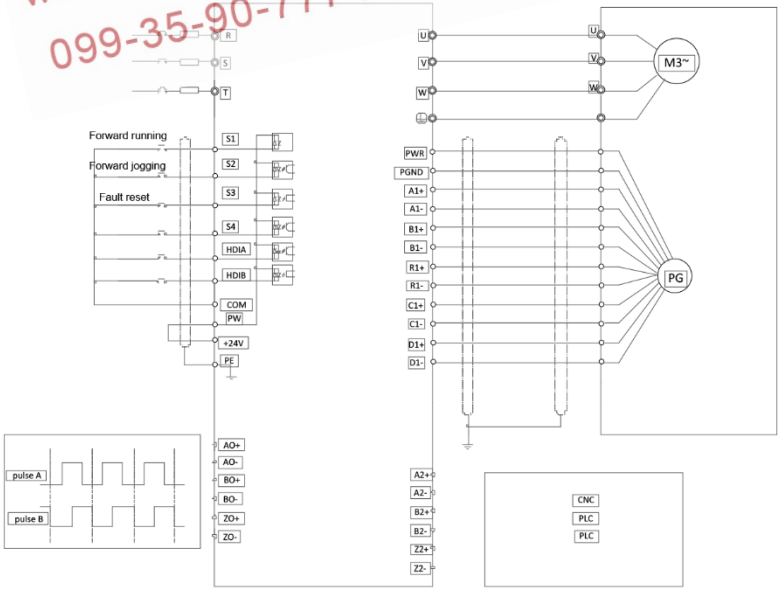 099-35-90-777
R
S
T
U
V
W
U
V
W
M3~
Forward running
Forward jogging
Fault reset
S1
S2
S3
S4
HDIA
HDIB
COM
PW
+24V
PE
PWR
PGND
A1+
A1-
B1+
B1-
R1+
R1-
C1+
C1-
D1+
D1-
PG
pulse A
pulse B
AO+
AO-
BO+
BO-
ZO+
ZO-
A2+
A2-
B2+
B2-
Z2+
Z2-
CNC
PLC
PLC